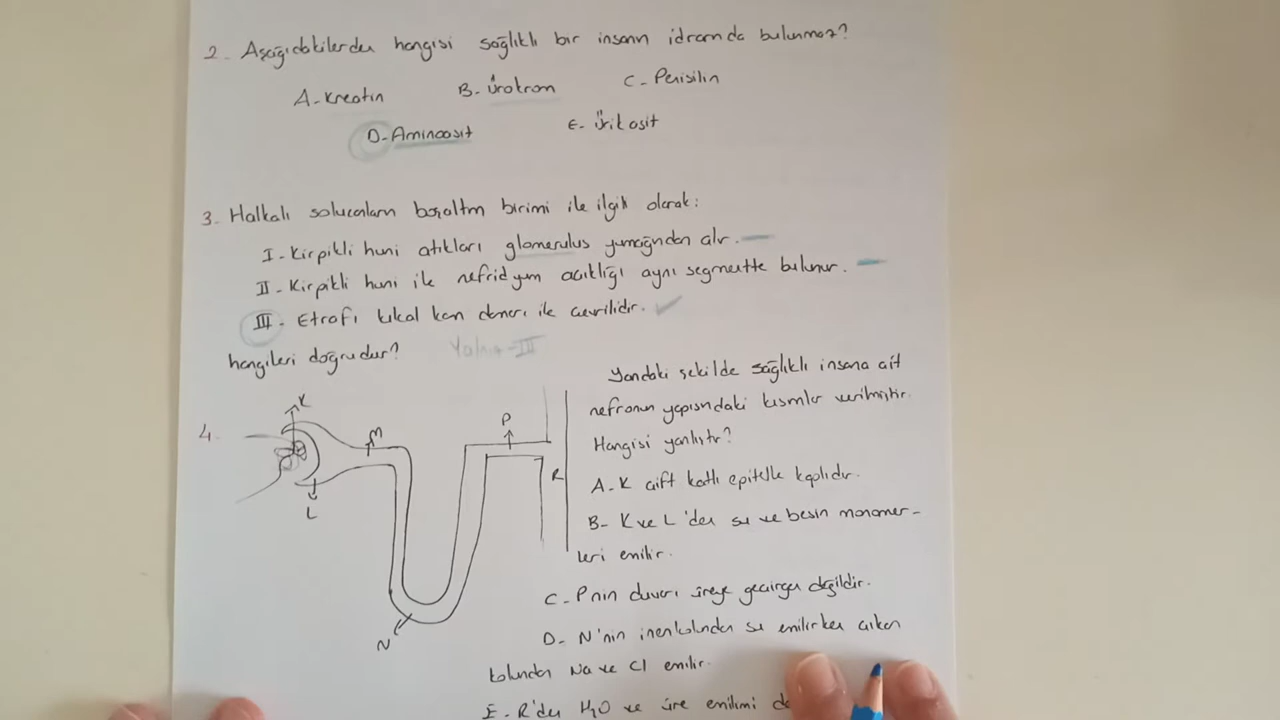 2. Aşağıdakilerden hangisi sağlıklı bir insanın idrarında bulunmaz?
A-Kreatin B-Ürokrom C-Penisilin
D-Aminoasit E-Ürik asit
3. Halkalı solucanların boşaltım birimi ile ilgili olarak:
I-Kirpikli huni atıkları glomerulus yumağından alır.
II-Kirpikli huni ile nefridyum açıklığı aynı segmentte bulunur.
III-Etrafı kılcal kan damarı ile çevrilidir.
hangileri doğrudur? Yalnız-III
4.
K
M
L
N
P
R
Yandaki şekilde sağlıklı insana ait
nefronun yapısındaki kısımlar verilmiştir.
Hangisi yanlıştır?
A-K çift katlı epitelle kaplıdır.
B-K ve L'den su ve besin monomer-
leri emilir.
C-P'nin duvarı üreye geçirgen değildir.
D-N'nin inen kolundan su emilirken çıkan
kolundan Na ve Cl emilir.
E-R'den H₂O ve üre emilimi